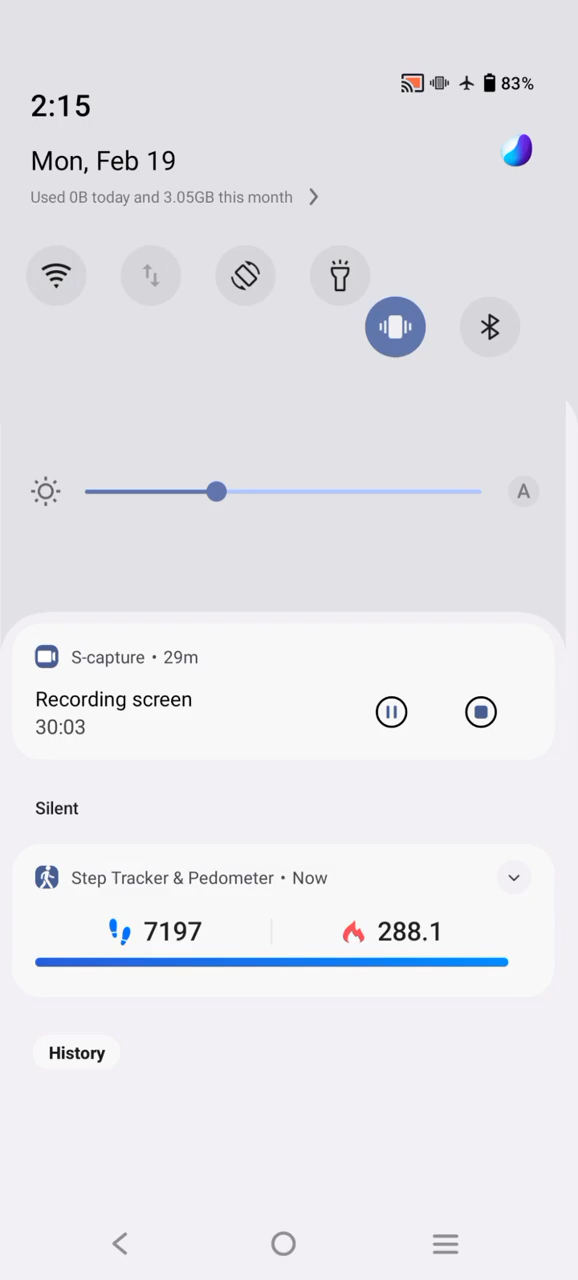 83%
2:15
Mon, Feb 19
Used 0B today and 3.05GB this month
A
S-capture • 29m
Recording screen
30:03
Silent
Step Tracker & Pedometer • Now
7197
288.1
History